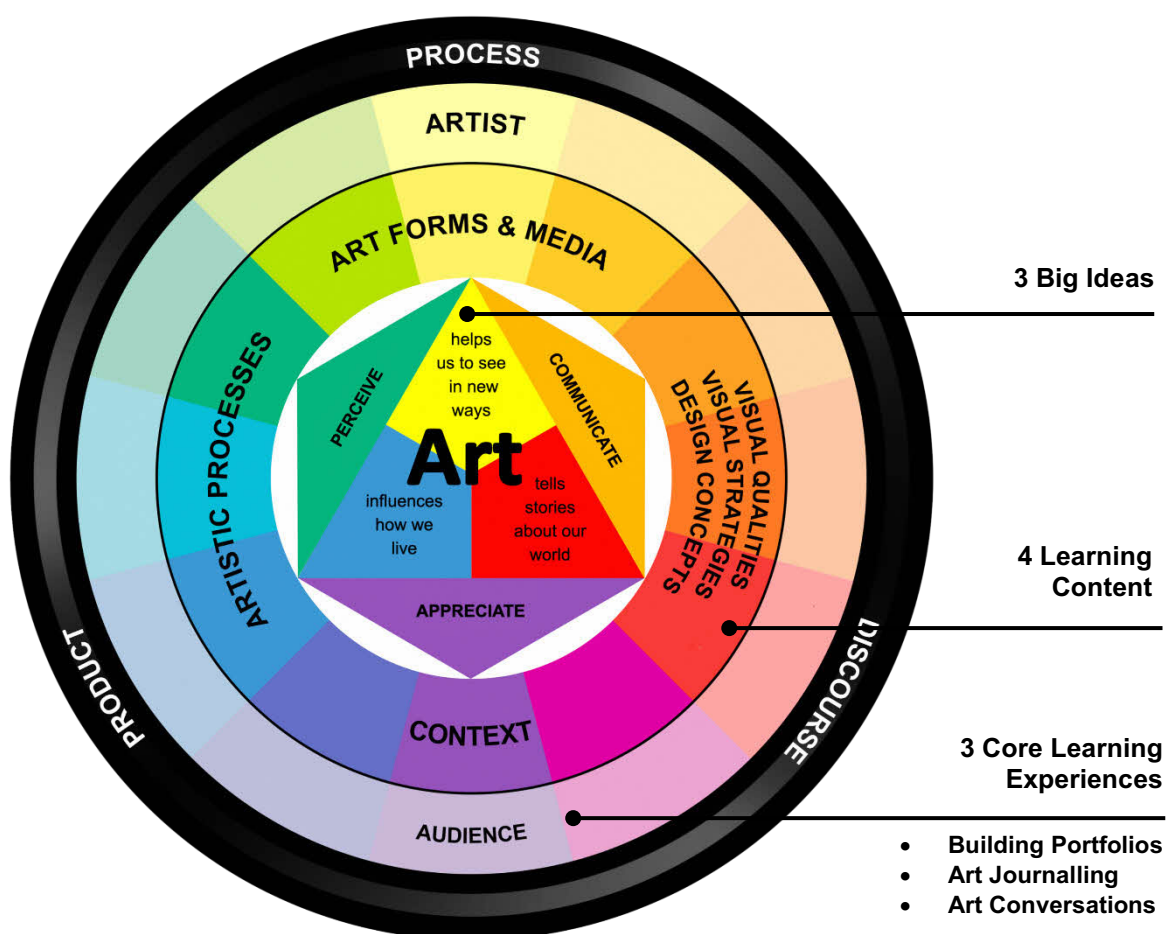 PROCESS
ARTIST
ART FORMS & MEDIA
3 Big Ideas
helps
us to see
in new
ways
PERCEIVE
COMMUNICATE
Art
influences
how we
live
tells
stories
about our
world
ARTISTIC PROCESSES
VISUAL QUALITIES
VISUAL STRATEGIES
DESIGN CONCEPTS
4 Learning
Content
APPRECIATE
PRODUCT
DISCOURSE
CONTEXT
AUDIENCE
3 Core Learning
Experiences
• Building Portfolios
• Art Journalling
• Art Conversations